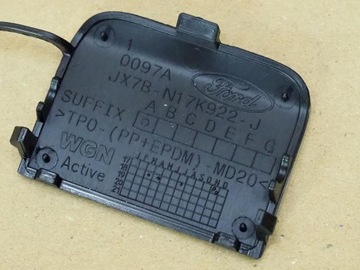 1
0097A
Ford
JX7B-N17K922-J
A B C D E F G
SUFFIX
>TPO-(PP+EPDM)-MD20<
WGN
J F M A M J J A S O N D
Active